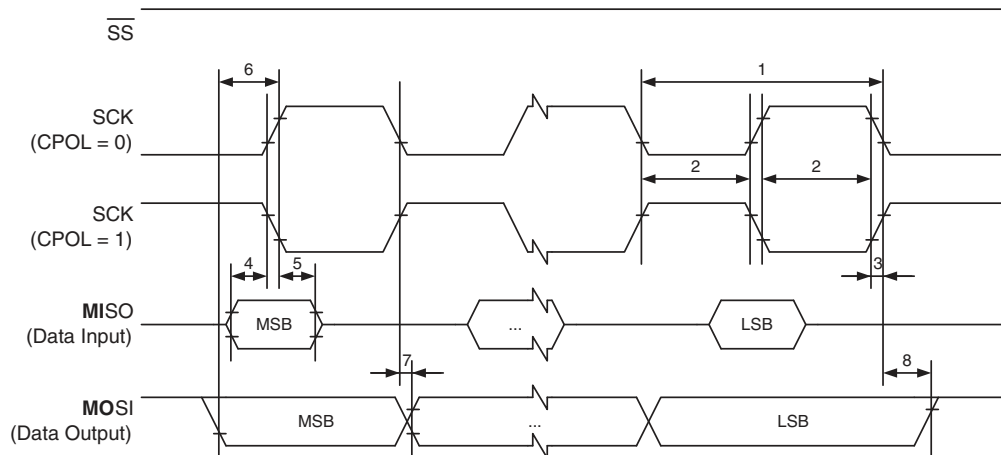 SS
6
1
SCK
(CPOL = 0)
2
2
SCK
(CPOL = 1)
4
5
3
MISO
(Data Input)
MSB
...
LSB
7
8
MOSI
(Data Output)
MSB
...
LSB